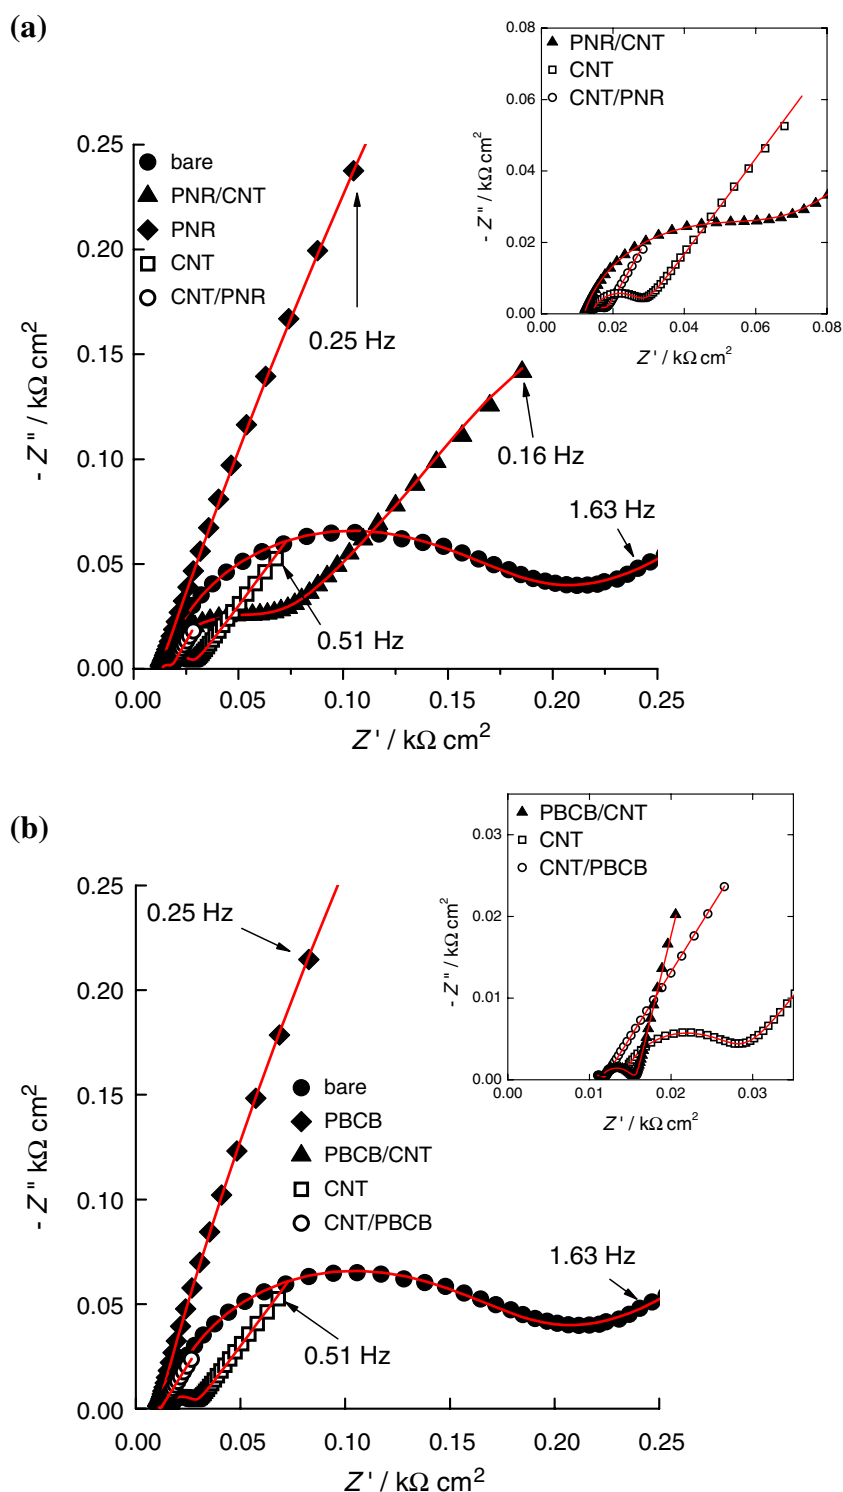 (a)
PNR/CNT
CNT
CNT/PNR
0.08
0.06
0.04
0.02
0.00
- Z" / kΩ cm²
0.00 0.02 0.04 0.06 0.08
Z' / kΩ cm²
bare
PNR/CNT
PNR
CNT
CNT/PNR
0.25
0.20
0.15
0.10
0.05
0.00
- Z" / kΩ cm²
0.25 Hz
0.16 Hz
1.63 Hz
0.51 Hz
0.00 0.05 0.10 0.15 0.20 0.25
Z' / kΩ cm²
(b)
PBCB/CNT
CNT
CNT/PBCB
0.03
0.02
0.01
0.00
- Z" / kΩ cm²
0.00 0.01 0.02 0.03
Z' / kΩ cm²
0.25
0.20
0.15
0.10
0.05
0.00
- Z" kΩ cm²
0.25 Hz
bare
PBCB
PBCB/CNT
CNT
CNT/PBCB
1.63 Hz
0.51 Hz
0.00 0.05 0.10 0.15 0.20 0.25
Z' / kΩ cm²